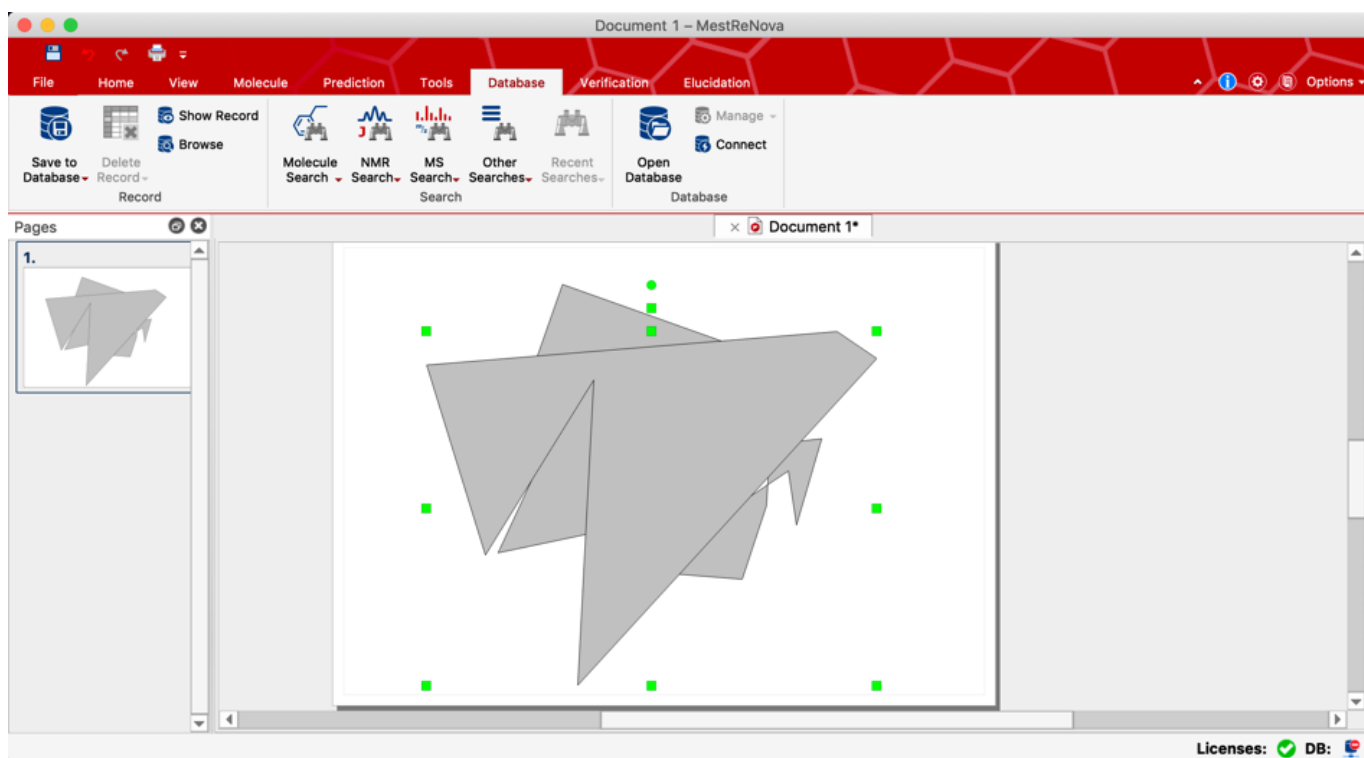 Document 1 – MestReNova
File Home View Molecule Prediction Tools Database Verification Elucidation Options
Save to Database
Delete Record
Show Record
Browse
Record
Molecule Search
NMR Search
MS Search
Other Searches
Recent Searches
Search
Open Database
Manage
Connect
Database
Pages
Document 1*
1.
Licenses: DB: